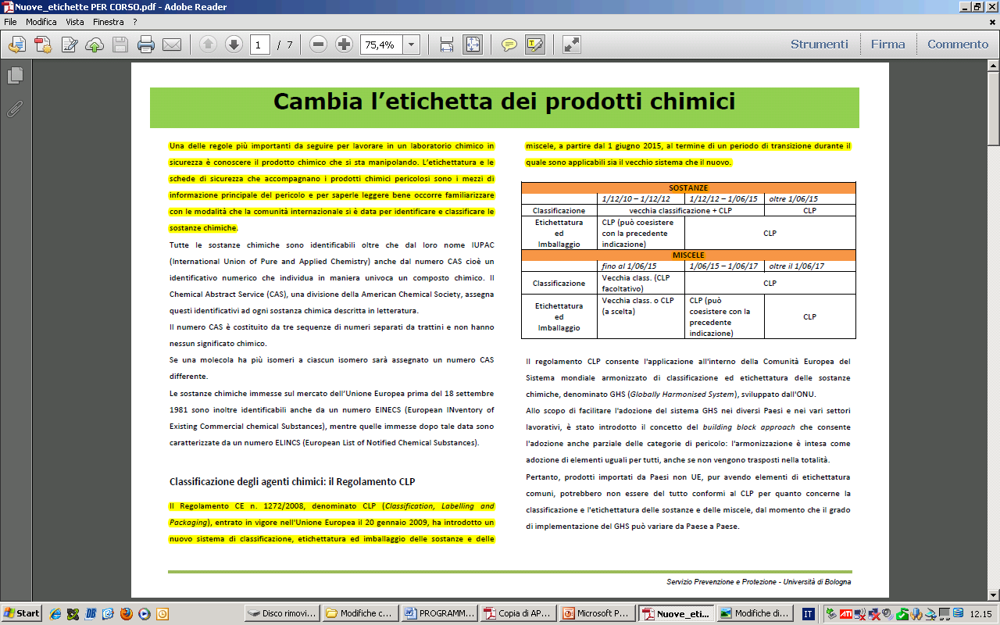 Nuove_etichette PER CORSO.pdf - Adobe Reader
File Modifica Vista Finestra ?
1 / 7 75,4% Strumenti Firma Commento
Cambia l'etichetta dei prodotti chimici
Una delle regole più importanti da seguire per lavorare in un laboratorio chimico in
sicurezza è conoscere il prodotto chimico che si sta manipolando. L'etichettatura e le
schede di sicurezza che accompagnano i prodotti chimici pericolosi sono i mezzi di
informazione principale del pericolo e per saperle leggere bene occorre familiarizzare
con le modalità che la comunità internazionale si è data per identificare e classificare le
sostanze chimiche.
Tutte le sostanze chimiche sono identificabili oltre che dal loro nome IUPAC
(International Union of Pure and Applied Chemistry) anche dal numero CAS cioè un
identificativo numerico che individua in maniera univoca un composto chimico. Il
Chemical Abstract Service (CAS), una divisione della American Chemical Society, assegna
questi identificativi ad ogni sostanza chimica descritta in letteratura.
Il numero CAS è costituito da tre sequenze di numeri separati da trattini e non hanno
nessun significato chimico.
Se una molecola ha più isomeri a ciascun isomero sarà assegnato un numero CAS
differente.
Le sostanze chimiche immesse sul mercato dell'Unione Europea prima del 18 settembre
1981 sono inoltre identificabili anche da un numero EINECS (European INventory of
Existing Commercial chemical Substances), mentre quelle immesse dopo tale data sono
caratterizzate da un numero ELINCS (European List of Notified Chemical Substances).
Classificazione degli agenti chimici: il Regolamento CLP
Il Regolamento CE n. 1272/2008, denominato CLP (Classification, Labelling and
Packaging), entrato in vigore nell'Unione Europea il 20 gennaio 2009, ha introdotto un
nuovo sistema di classificazione, etichettatura ed imballaggio delle sostanze e delle
miscele, a partire dal 1 giugno 2015, al termine di un periodo di transizione durante il
quale sono applicabili sia il vecchio sistema che il nuovo.
SOSTANZE
1/12/10 – 1/12/12 1/12/12 – 1/06/15 oltre 1/06/15
Classificazione vecchia classificazione + CLP CLP
Etichettatura
ed
Imballaggio
CLP (può coesistere
con la precedente
indicazione)
CLP
MISCELE
fino al 1/06/15 1/06/15 – 1/06/17 oltre il 1/06/17
Classificazione
Vecchia class. (CLP
facoltativo)
CLP
Etichettatura
ed
Imballaggio
Vecchia class. o CLP
(a scelta)
CLP (può
coesistere con la
precedente
indicazione)
CLP
Il regolamento CLP consente l'applicazione all'interno della Comunità Europea del
Sistema mondiale armonizzato di classificazione ed etichettatura delle sostanze
chimiche, denominato GHS (Globally Harmonised System), sviluppato dall'ONU.
Allo scopo di facilitare l'adozione del sistema GHS nei diversi Paesi e nei vari settori
lavorativi, è stato introdotto il concetto del building block approach che consente
l'adozione anche parziale delle categorie di pericolo: l'armonizzazione è intesa come
adozione di elementi uguali per tutti, anche se non vengono trasposti nella totalità.
Pertanto, prodotti importati da Paesi non UE, pur avendo elementi di etichettatura
comuni, potrebbero non essere del tutto conformi al CLP per quanto concerne la
classificazione e l'etichettatura delle sostanze e delle miscele, dal momento che il grado
di implementazione del GHS può variare da Paese a Paese.
Servizio Prevenzione e Protezione - Università di Bologna
Start Disco rimovi... Modifiche c... PROGRAMM... Copia di AP... Microsoft P... Nuove_eti... Modifiche di... IT ATI 12.15